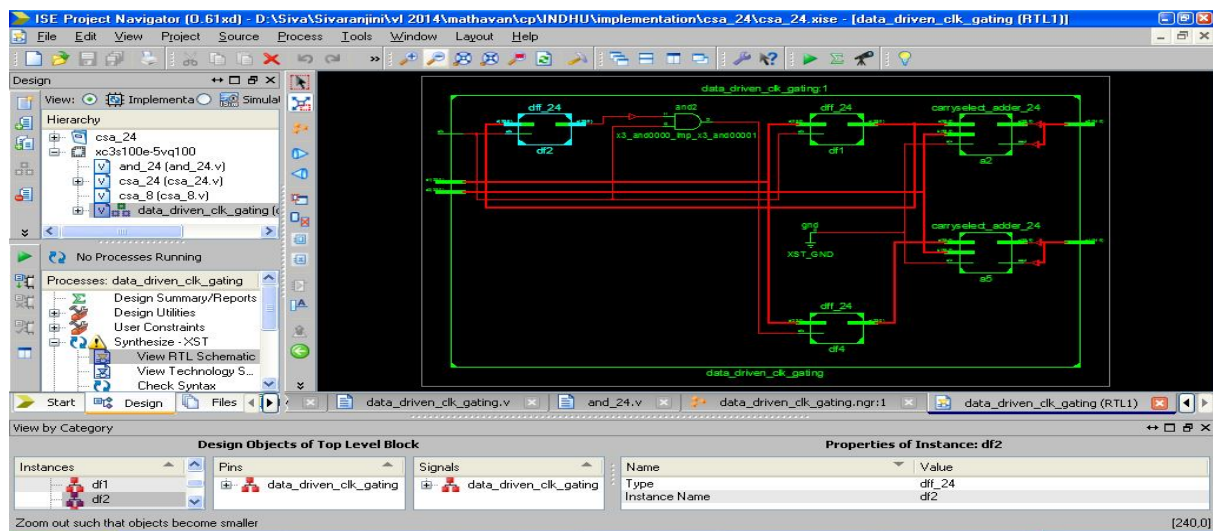 ISE Project Navigator (0.61xd) - D:\Siva\Sivaranjini\vl 2014\mathavan\cp\INDHU\implementation\csa_24\csa_24.xise - [data_driven_clk_gating (RTL1)]
File Edit View Project Source Process Tools Window Layout Help
Design
View: Implementa Simulat
Hierarchy
csa_24
xc3s100e-5vq100
and_24 (and_24.v)
csa_24 (csa_24.v)
csa_8 (csa_8.v)
data_driven_clk_gating (
No Processes Running
Processes: data_driven_clk_gating
Design Summary/Reports
Design Utilities
User Constraints
Synthesize - XST
View RTL Schematic
View Technology S...
Check Syntax
data_driven_clk_gating:1
dff_24
df2
and2
x3_and0000_imp_x3_and00001
dff_24
df1
carryselect_adder_24
a2
gnd
XST_GND
carryselect_adder_24
a5
dff_24
df4
data_driven_clk_gating
Start Design Files
data_driven_clk_gating.v and_24.v data_driven_clk_gating.ngr:1 data_driven_clk_gating (RTL1)
View by Category
Design Objects of Top Level Block Properties of Instance: df2
Instances Pins Signals Name Value
df1 data_driven_clk_gating data_driven_clk_gating Type dff_24
df2 Instance Name df2
Zoom out such that objects become smaller [240,0]